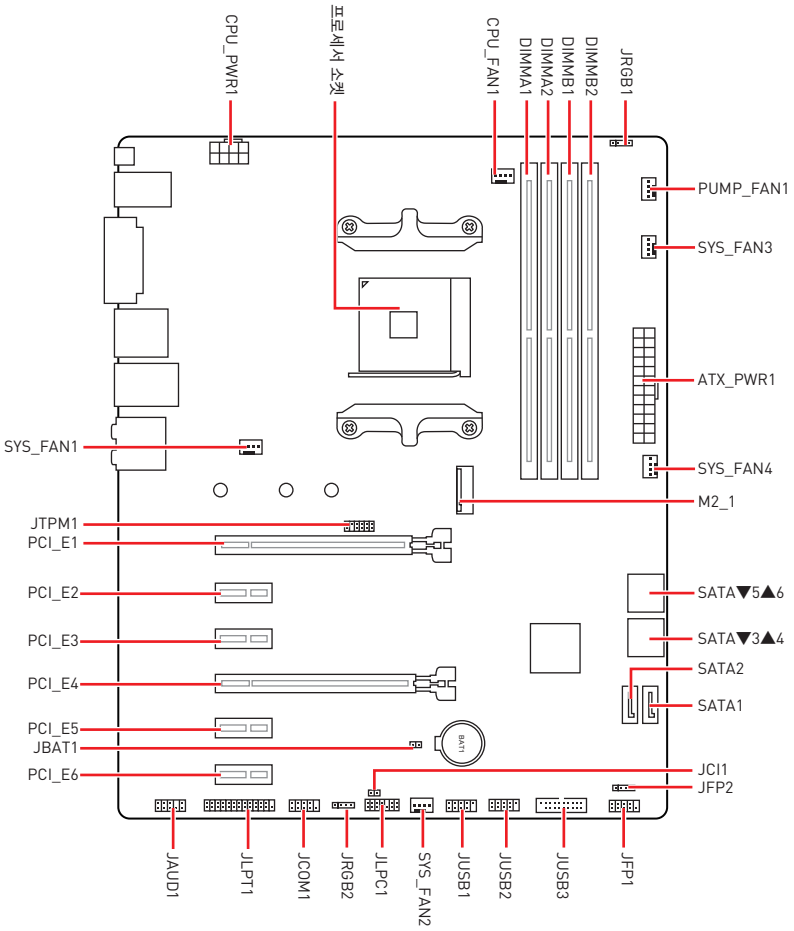 CPU_PWR1
프로세서 소켓
CPU_FAN1
DIMMA1
DIMMA2
DIMMB1
DIMMB2
JRGB1
PUMP_FAN1
SYS_FAN3
ATX_PWR1
SYS_FAN1
SYS_FAN4
M2_1
JTPM1
PCI_E1
PCI_E2
SATA▼5▲6
PCI_E3
SATA▼3▲4
SATA2
PCI_E4
SATA1
PCI_E5
JBAT1
BAT1
PCI_E6
JCI1
JFP2
JAUD1
JLPT1
JCOM1
JRGB2
JLPC1
SYS_FAN2
JUSB1
JUSB2
JUSB3
JFP1